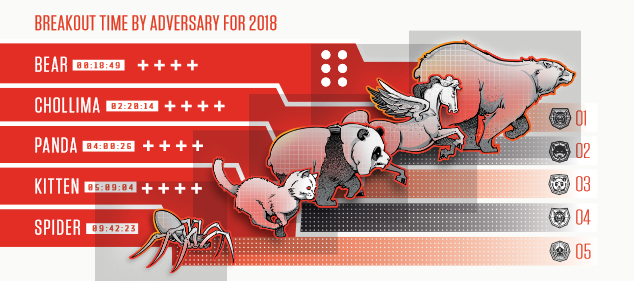 BREAKOUT TIME BY ADVERSARY FOR 2018
BEAR 00:18:49
CHOLLIMA 02:20:14
PANDA 04:00:26
KITTEN 05:09:04
SPIDER 09:42:23
01
02
03
04
05